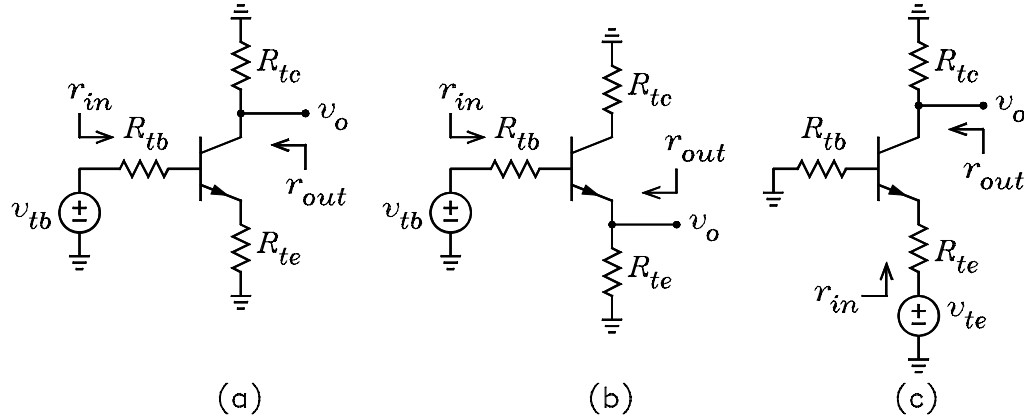 R_tc
r_in
v_o
R_tb
r_out
v_tb
R_te
(a)
R_tc
r_in
R_tb
r_out
v_tb
v_o
R_te
(b)
R_tc
v_o
R_tb
r_out
R_te
r_in
v_te
(c)